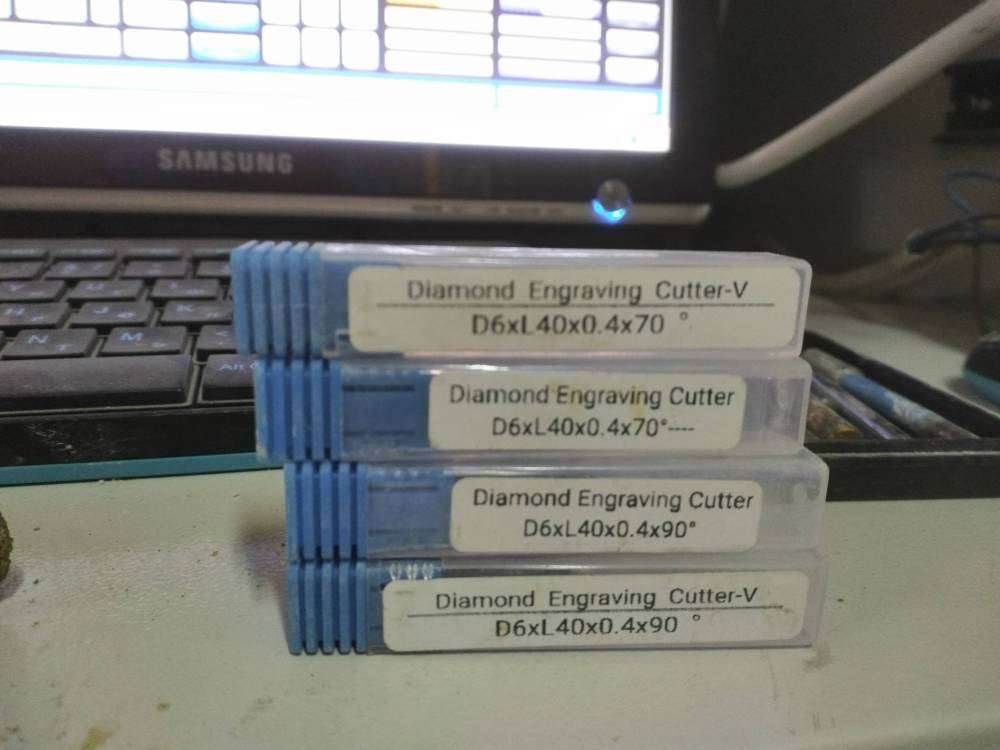 SAMSUNG
Diamond Engraving Cutter-V
D6xL40x0.4x70 °
Diamond Engraving Cutter
D6xL40x0.4x70°----
Diamond Engraving Cutter
D6xL40x0.4x90°
Diamond Engraving Cutter-V
D6xL40x0.4x90 °
N
M
Alt